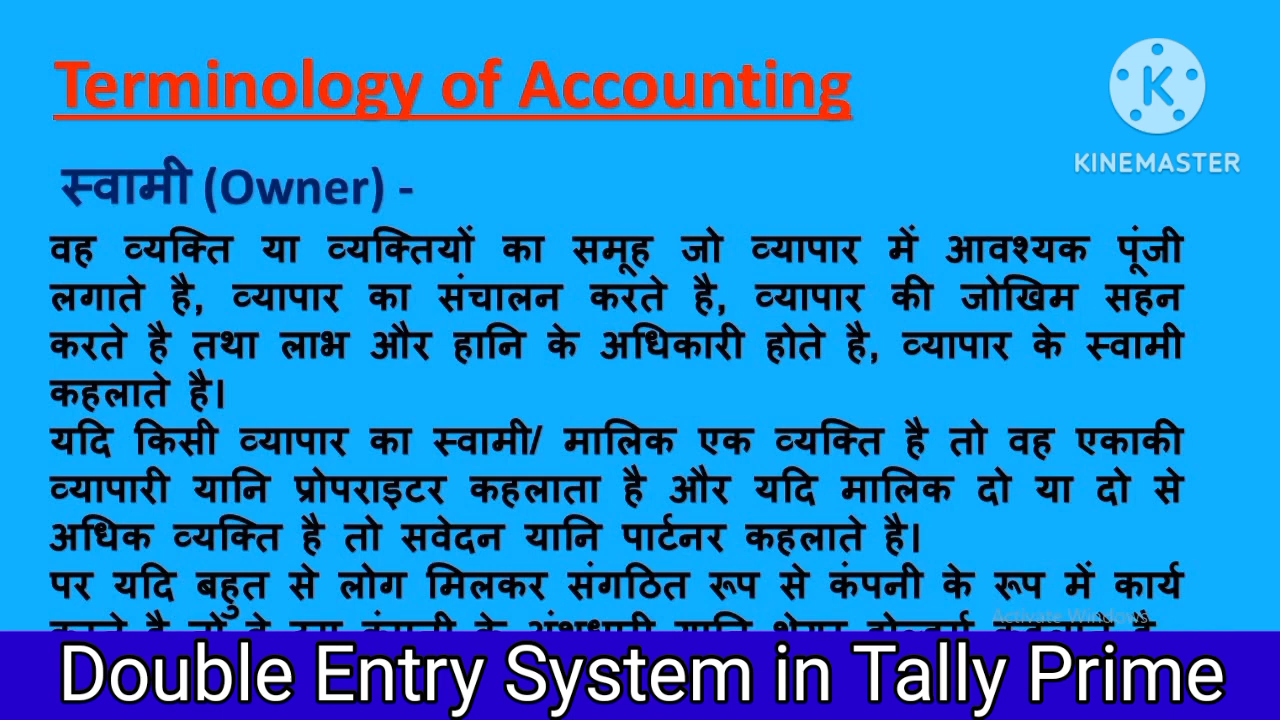 Terminology of Accounting
K
KINEMASTER
स्वामी (Owner) -
वह व्यक्ति या व्यक्तियों का समूह जो व्यापार में आवश्यक पूंजी
लगाते है, व्यापार का संचालन करते है, व्यापार की जोखिम सहन
करते है तथा लाभ और हानि के अधिकारी होते है, व्यापार के स्वामी
कहलाते है।
यदि किसी व्यापार का स्वामी/ मालिक एक व्यक्ति है तो वह एकाकी
व्यापारी यानि प्रोपराइटर कहलाता है और यदि मालिक दो या दो से
अधिक व्यक्ति है तो सवेदन यानि पार्टनर कहलाते है।
पर यदि बहुत से लोग मिलकर संगठित रूप से कंपनी के रूप में कार्य
Activate Windows
Double Entry System in Tally Prime